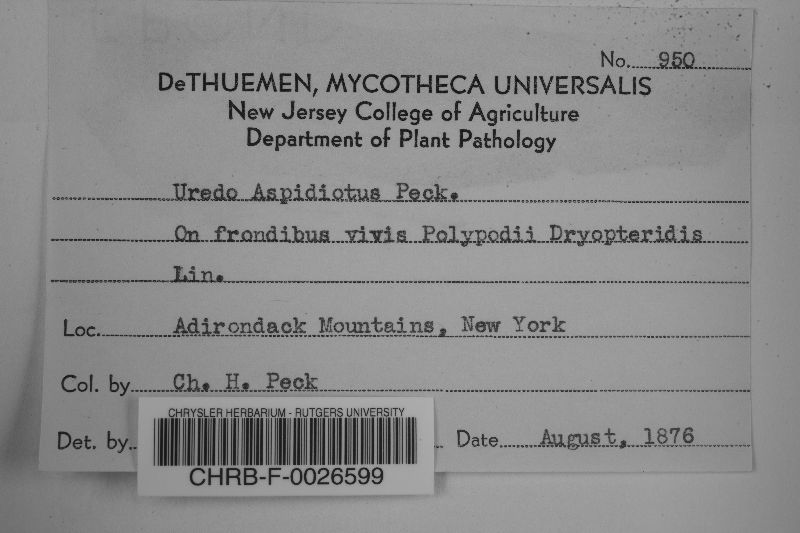 No. 950
DeTHUEMEN, MYCOTHECA UNIVERSALIS
New Jersey College of Agriculture
Department of Plant Pathology
Uredo Aspidiotus Peck.
On frondibus vivis Polypodii Dryopteridis
Lin.
Loc. Adirondack Mountains, New York
Col. by Ch. H. Peck
Det. by Date August, 1876
CHRYSLER HERBARIUM - RUTGERS UNIVERSITY
CHRB-F-0026599